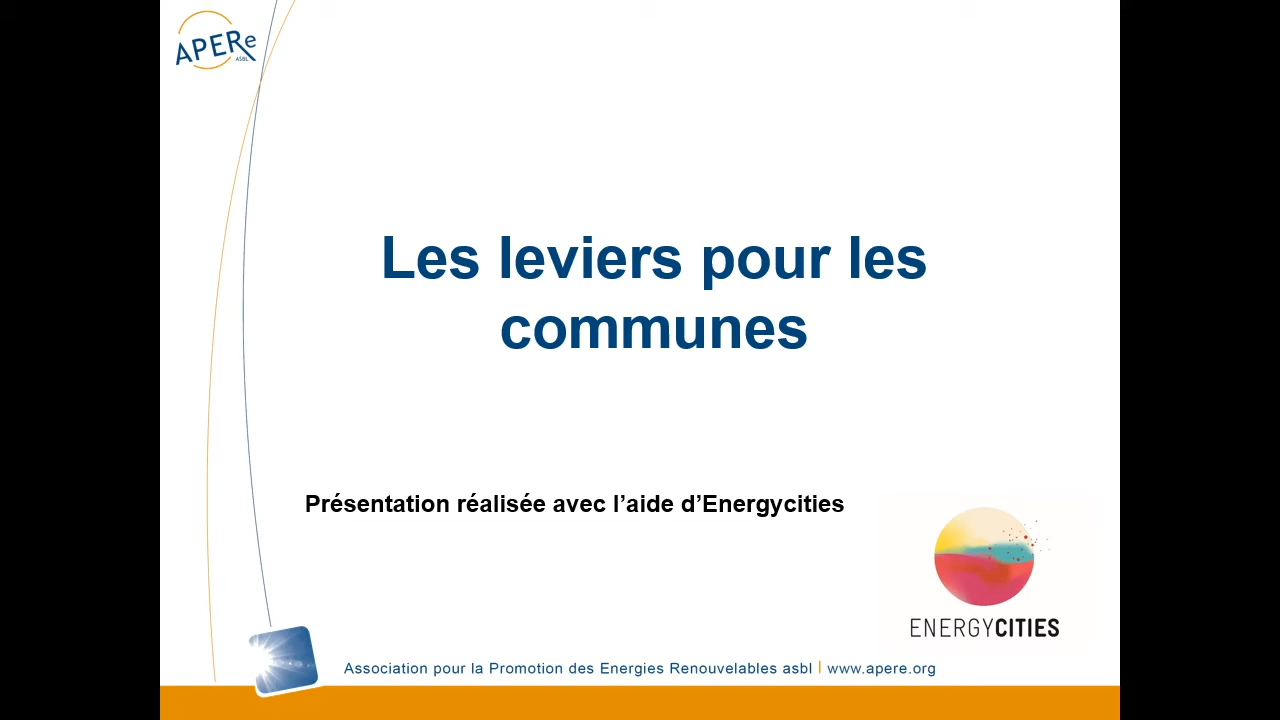 APERe
ASBL
Les leviers pour les
communes
Présentation réalisée avec l’aide d’Energycities
ENERGYCITIES
Association pour la Promotion des Energies Renouvelables asbl | www.apere.org